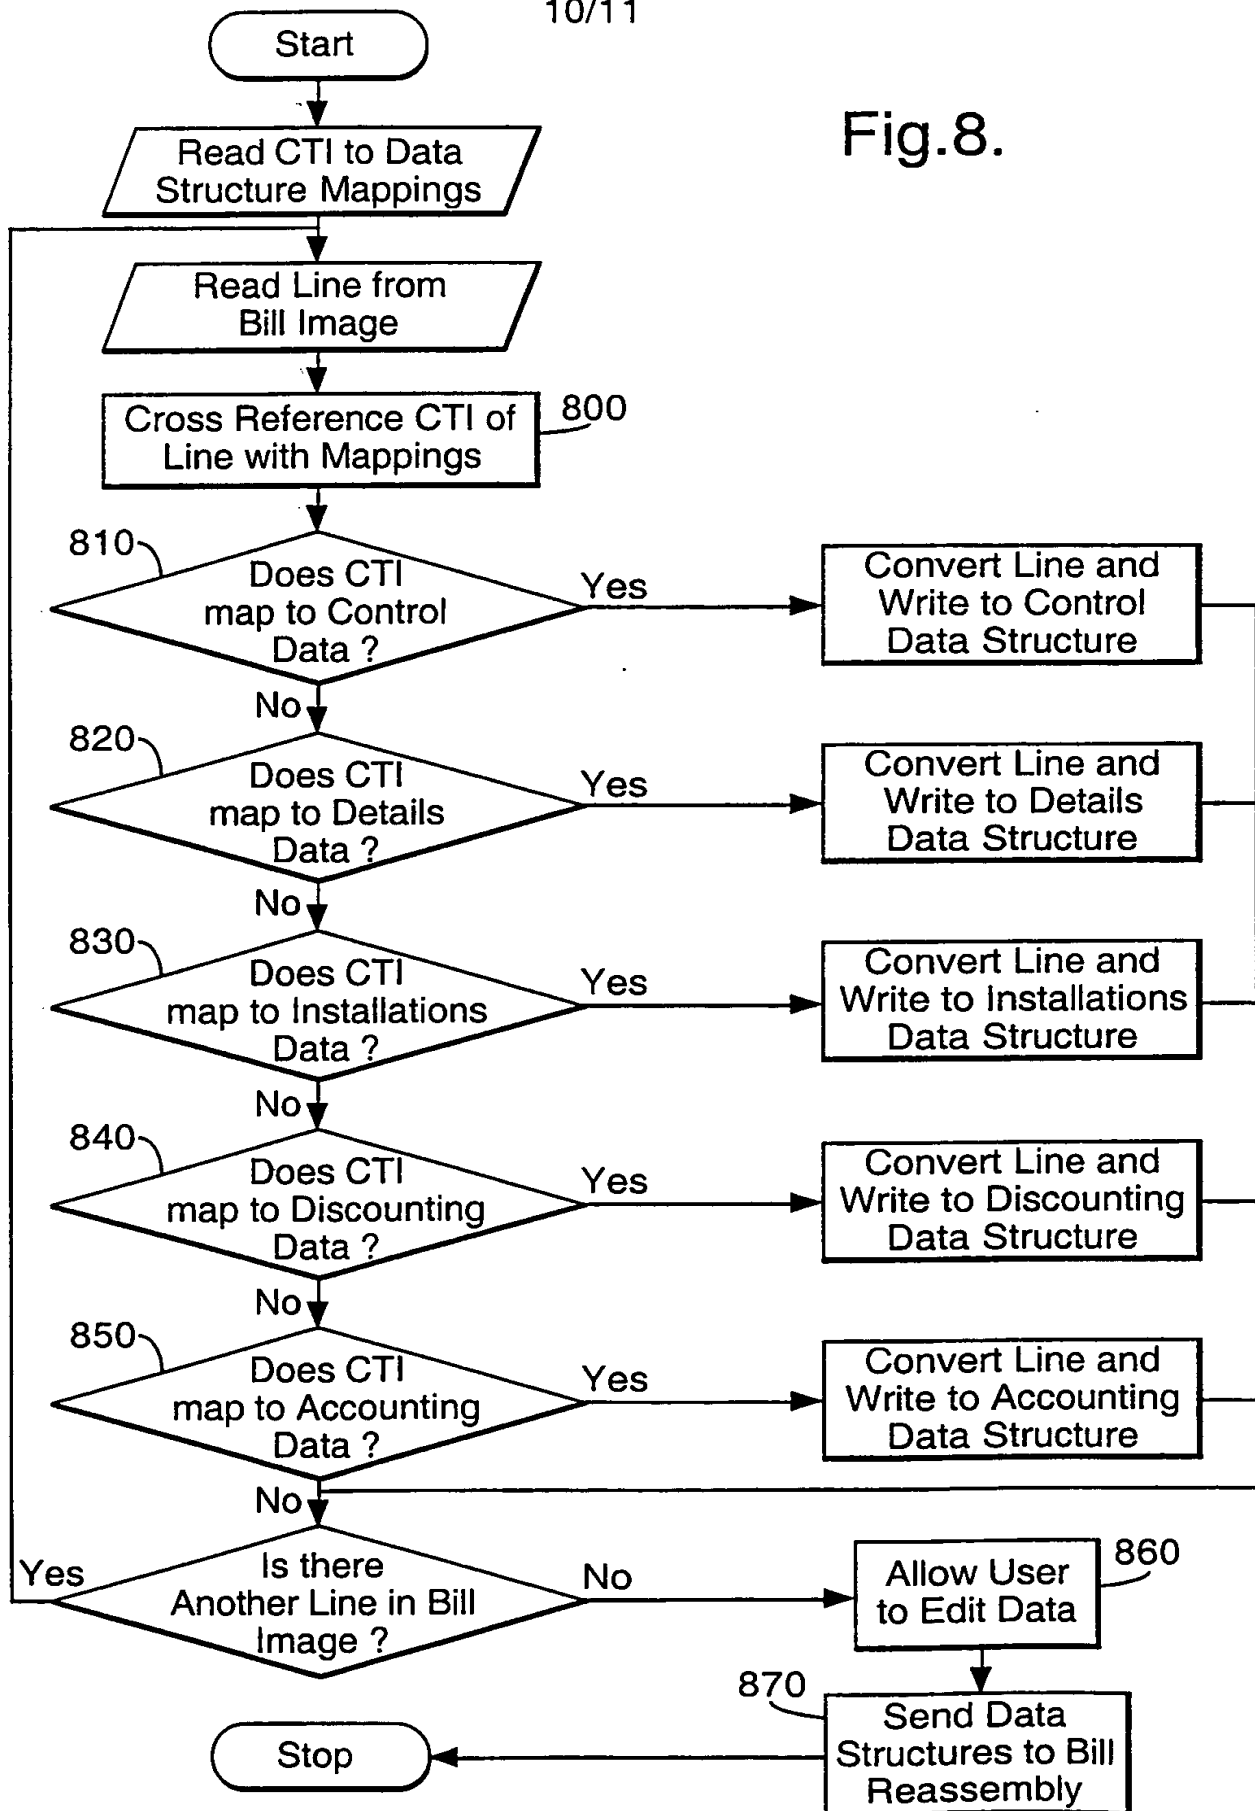 10/11
Start
Fig.8.
Read CTI to Data
Structure Mappings
Read Line from
Bill Image
Cross Reference CTI of
Line with Mappings
800
810
Does CTI
map to Control
Data ?
Yes
Convert Line and
Write to Control
Data Structure
No
820
Does CTI
map to Details
Data ?
Yes
Convert Line and
Write to Details
Data Structure
No
830
Does CTI
map to Installations
Data ?
Yes
Convert Line and
Write to Installations
Data Structure
No
840
Does CTI
map to Discounting
Data ?
Yes
Convert Line and
Write to Discounting
Data Structure
No
850
Does CTI
map to Accounting
Data ?
Yes
Convert Line and
Write to Accounting
Data Structure
No
Yes
Is there
Another Line in Bill
Image ?
No
Allow User
to Edit Data
860
870
Send Data
Structures to Bill
Reassembly
Stop